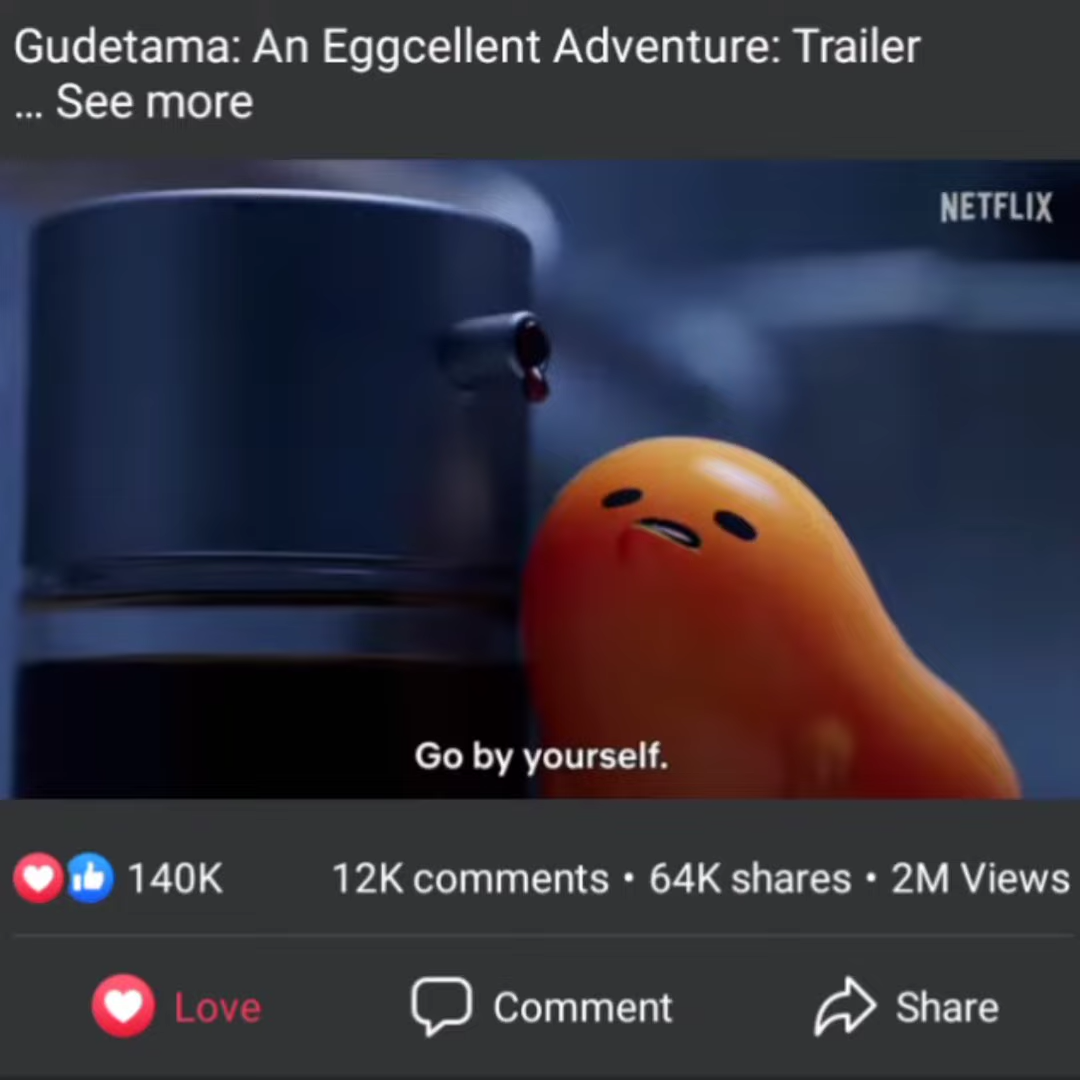 Gudetama: An Eggcellent Adventure: Trailer
... See more
NETFLIX
Go by yourself.
140K 12K comments • 64K shares • 2M Views
Love Comment Share